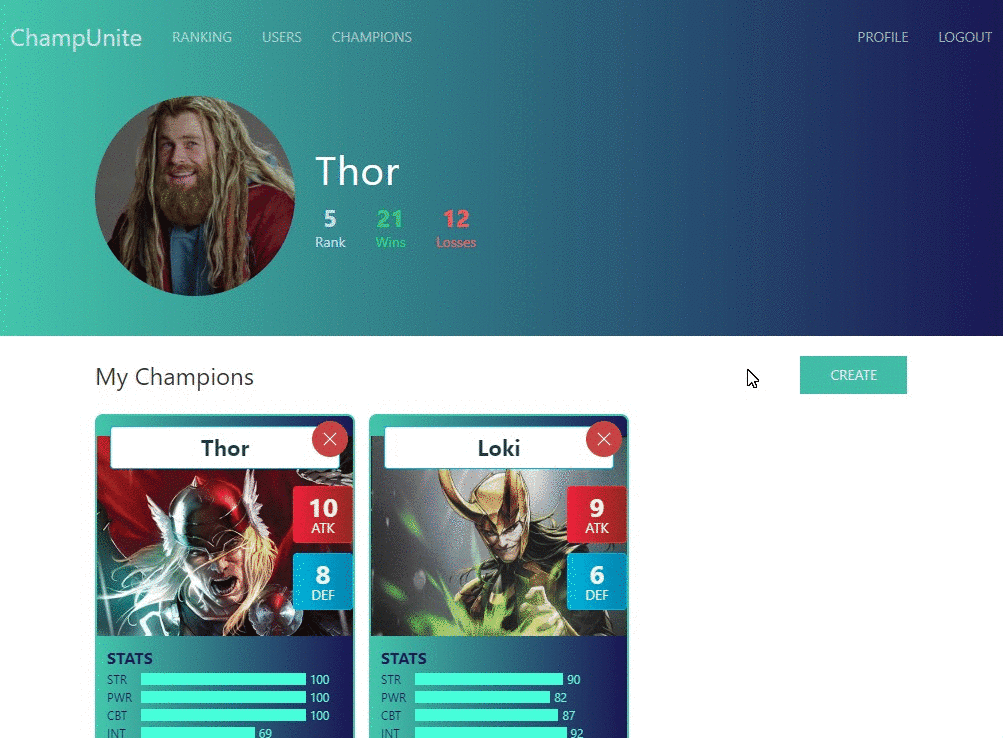 ChampUnite RANKING USERS CHAMPIONS PROFILE LOGOUT
Thor
5 21 12
Rank Wins Losses
My Champions CREATE
Thor
10
ATK
8
DEF
STATS
STR 100
PWR 100
CBT 100
INT 69
Loki
9
ATK
6
DEF
STATS
STR 90
PWR 82
CBT 87
INT 92